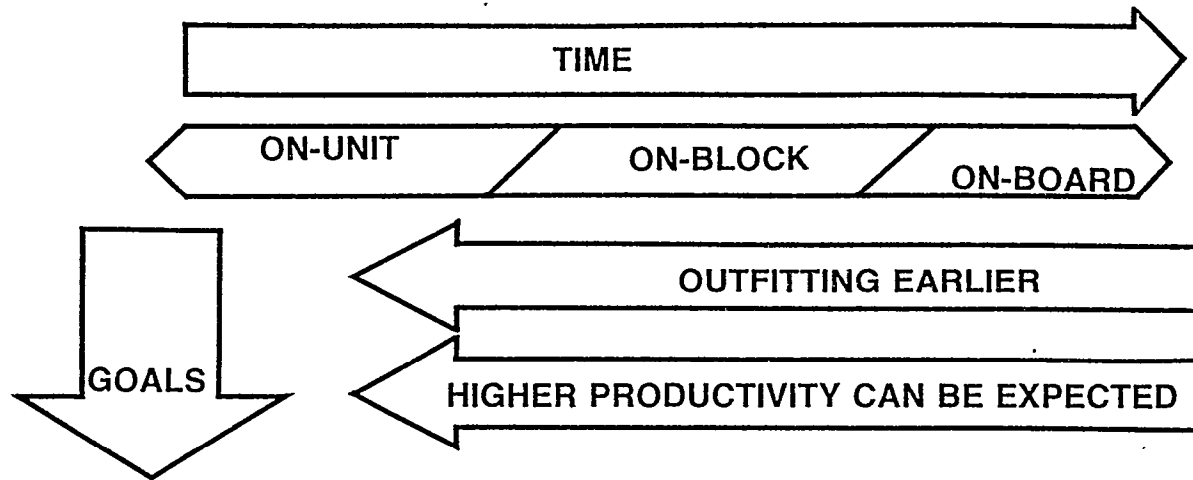 TIME
ON-UNIT
ON-BLOCK
ON-BOARD
OUTFITTING EARLIER
GOALS
HIGHER PRODUCTIVITY CAN BE EXPECTED